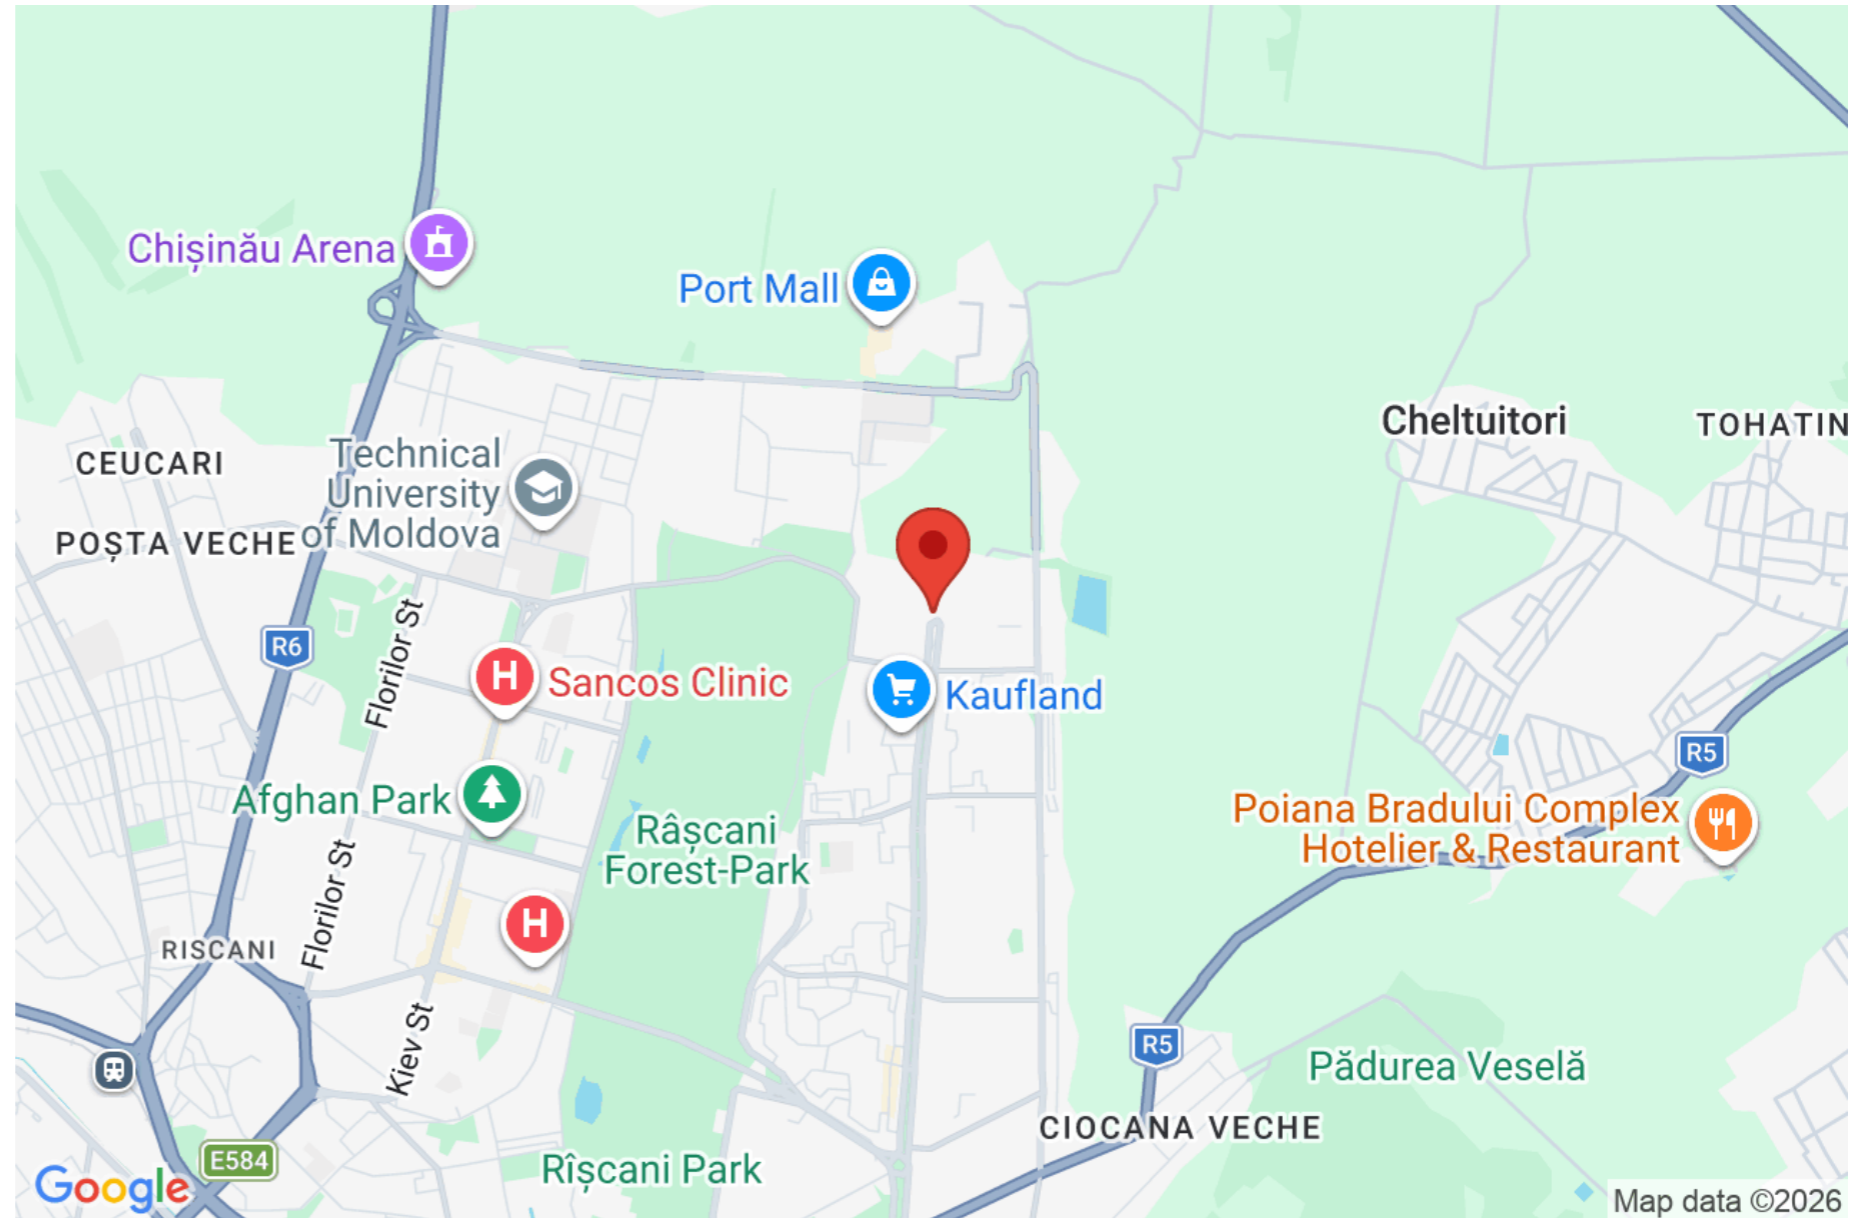 Chișinău Arena
Port Mall
Cheltuitori
TOHATIN
CEUCARI
Technical
University
of Moldova
POȘTA VECHE
Florilor St
R6
H
Sancos Clinic
Kaufland
R5
Afghan Park
Râșcani
Forest-Park
Poiana Bradului Complex
Hotelier & Restaurant
Florilor St
H
RISCANI
Kiev St
R5
Pădurea Veselă
CIOCANA VECHE
E584
Rîșcani Park
Google
Map data ©2026